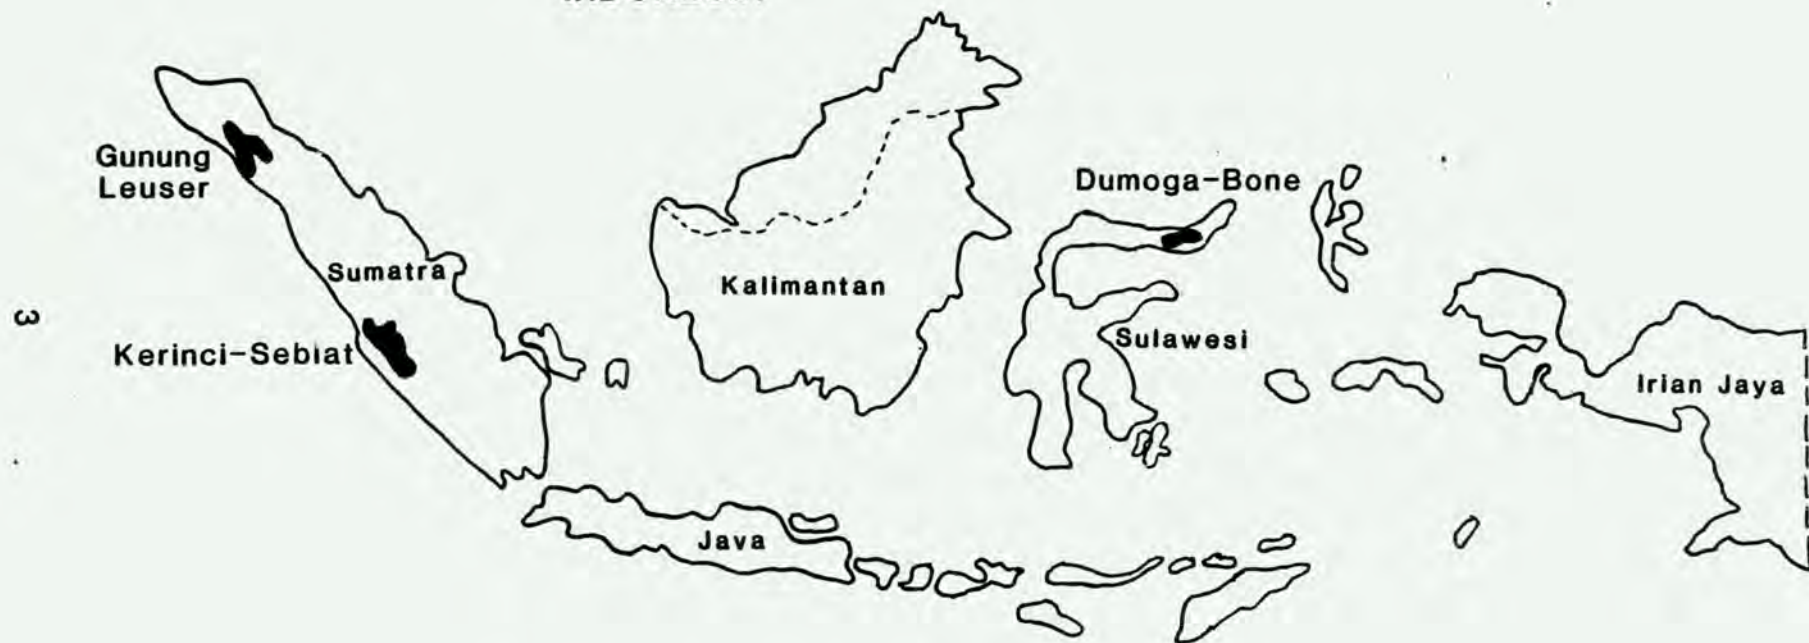 Gunung
Leuser
Dumoga-Bone
Sumatra
Kalimantan
Sulawesi
Kerinci-Sebiat
Irian Jaya
Java
3